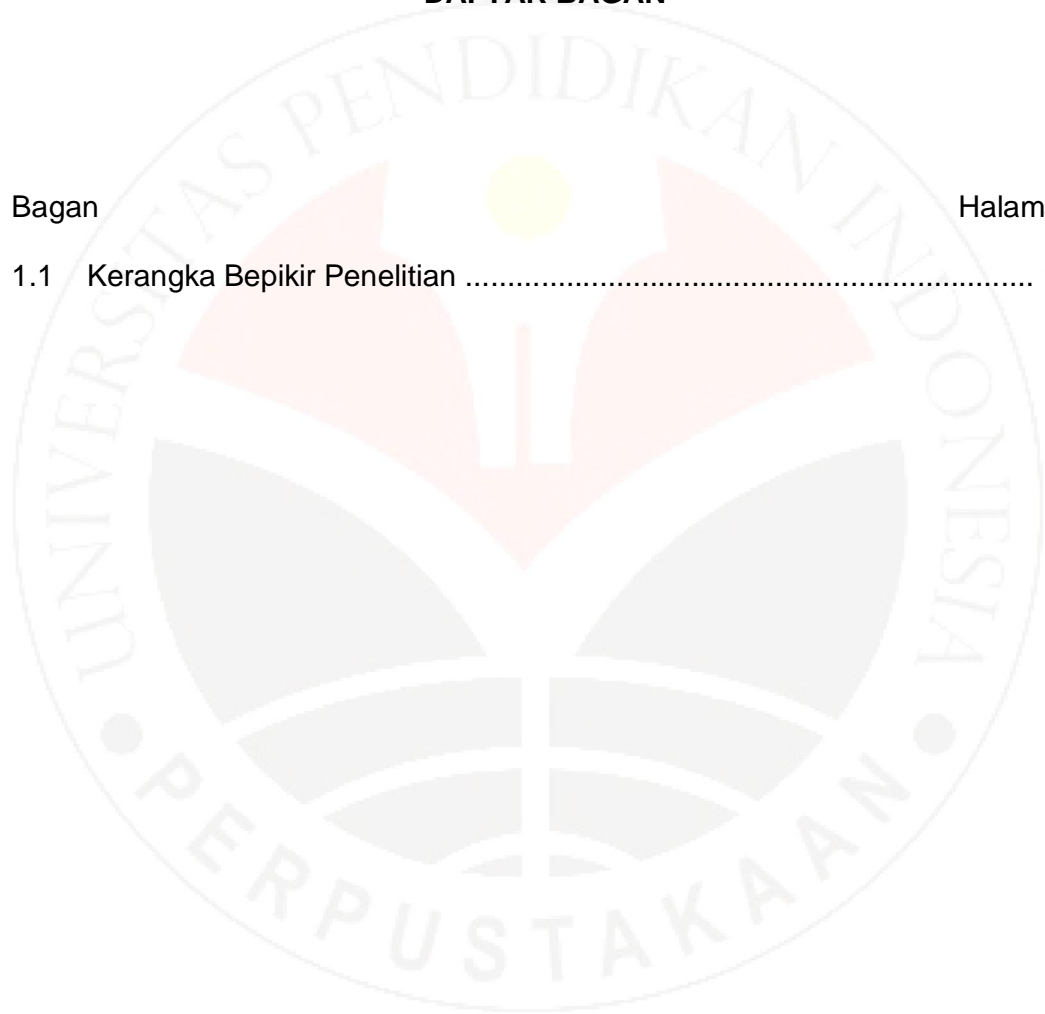 DAFTAR BAGAN
Bagan Halam
1.1 Kerangka Bepikir Penelitian ....................................................................
UNIVERSITAS PENDIDIKAN INDONESIA
PERPUSTAKAAN